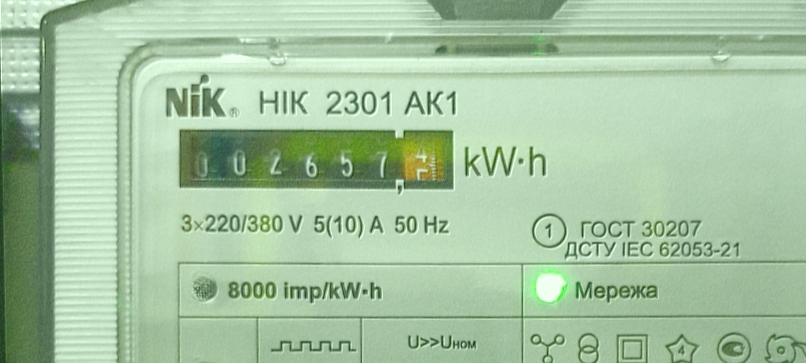 NiK® НІК 2301 АК1
002657, kW·h
3×220/380 V 5(10) A 50 Hz
1 ГОСТ 30207
ДСТУ IEC 62053-21
8000 imp/kW·h Мережа
U>>Uном